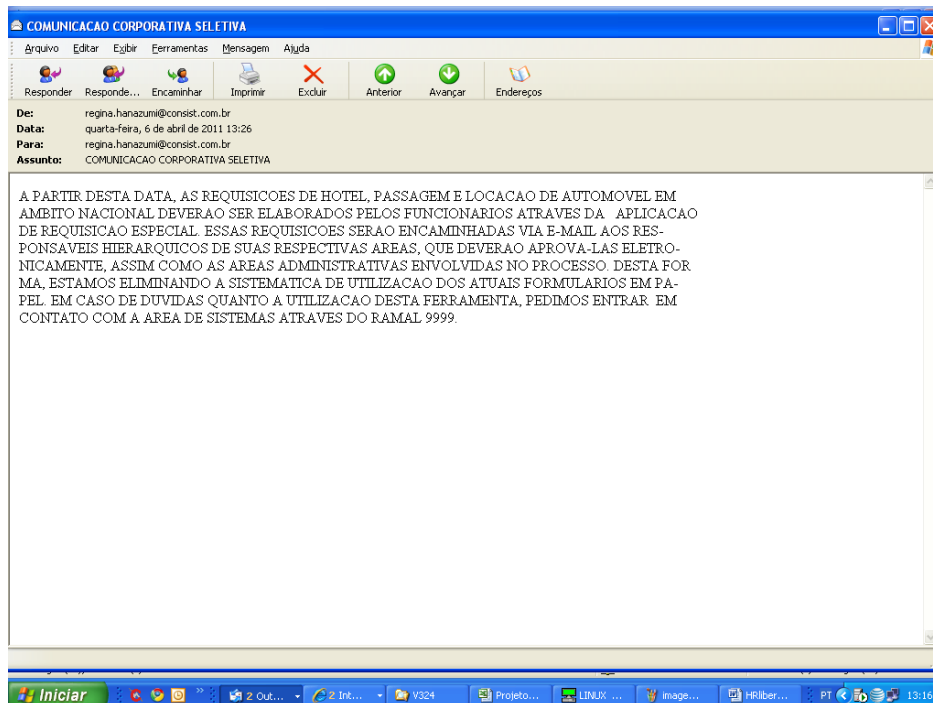 COMUNICACAO CORPORATIVA SELETIVA
Arquivo Editar Exibir Ferramentas Mensagem Ajuda
Responder Responde... Encaminhar Imprimir Excluir Anterior Avançar Endereços
De: regina.hanazumi@consist.com.br
Data: quarta-feira, 6 de abril de 2011 13:26
Para: regina.hanazumi@consist.com.br
Assunto: COMUNICACAO CORPORATIVA SELETIVA
A PARTIR DESTA DATA, AS REQUISICOES DE HOTEL, PASSAGEM E LOCACAO DE AUTOMOVEL EM
AMBITO NACIONAL DEVERAO SER ELABORADOS PELOS FUNCIONARIOS ATRAVES DA APLICACAO
DE REQUISICAO ESPECIAL. ESSAS REQUISICOES SERAO ENCAMINHADAS VIA E-MAIL AOS RES-
PONSAVEIS HIERARQUICOS DE SUAS RESPECTIVAS AREAS, QUE DEVERAO APROVA-LAS ELETRO-
NICAMENTE, ASSIM COMO AS AREAS ADMINISTRATIVAS ENVOLVIDAS NO PROCESSO. DESTA FOR
MA, ESTAMOS ELIMINANDO A SISTEMATICA DE UTILIZACAO DOS ATUAIS FORMULARIOS EM PA-
PEL. EM CASO DE DUVIDAS QUANTO A UTILIZACAO DESTA FERRAMENTA, PEDIMOS ENTRAR EM
CONTATO COM A AREA DE SISTEMAS ATRAVES DO RAMAL 9999.
Iniciar 2 Out... 2 Int... V324 Projeto... LINUX ... image... HRliber... PT 13:16